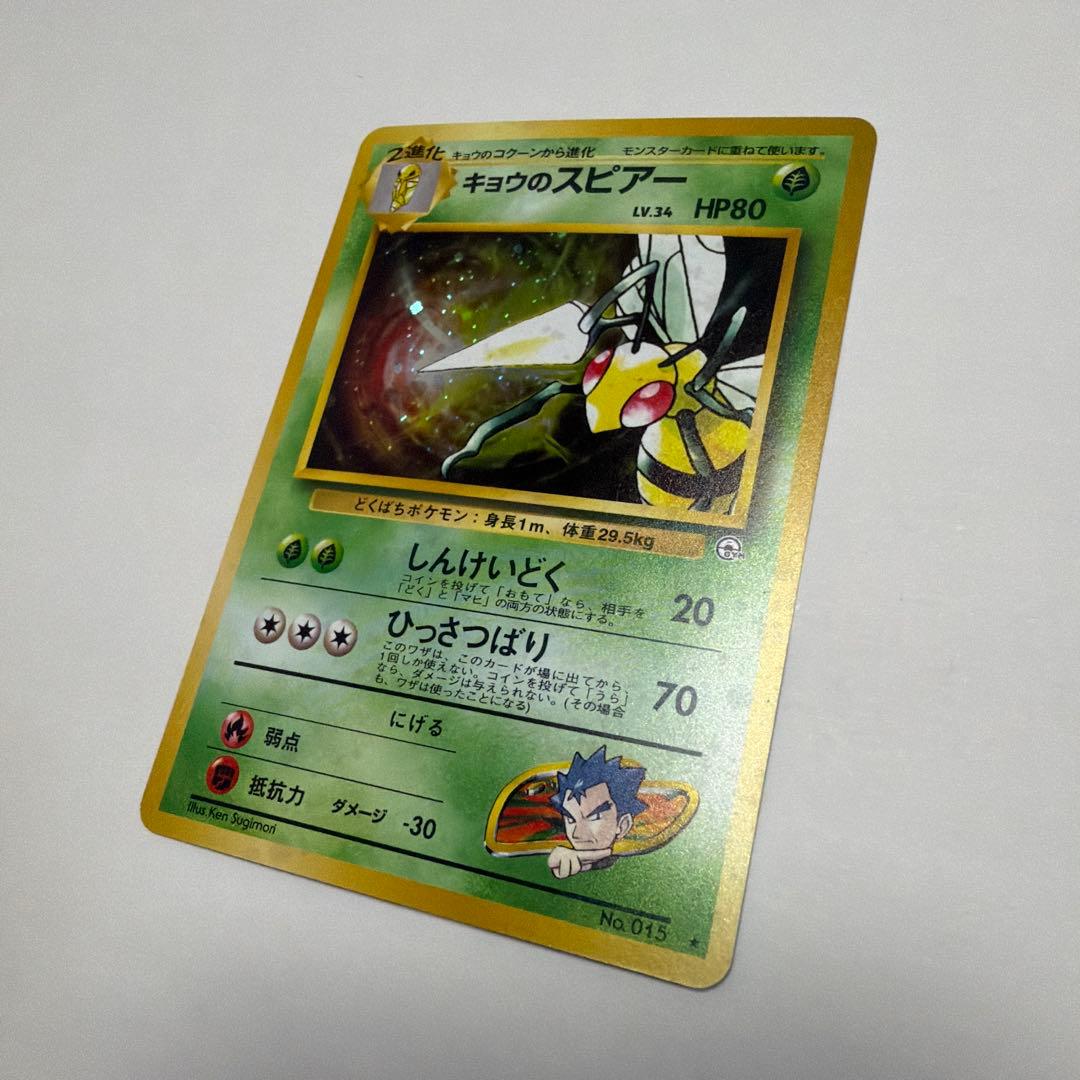 2進化 キョウのコクーンから進化 モンスターカードに重ねて使います。
キョウのスピアー
LV.34 HP80
どくばちポケモン：身長1m、体重29.5kg
GYM
しんけいどく 20
コインを投げて「おもて」なら、相手を
「どく」と「マヒ」の両方の状態にする。
ひっさつばり 70
このワザは、このカードが場に出てから、
1回しか使えない。コインを投げて「うら」
なら、ダメージは与えられない。(その場合
も、ワザは使ったことになる)
にげる
弱点
抵抗力 ダメージ -30
Illus. Ken Sugimori
No. 015 ★